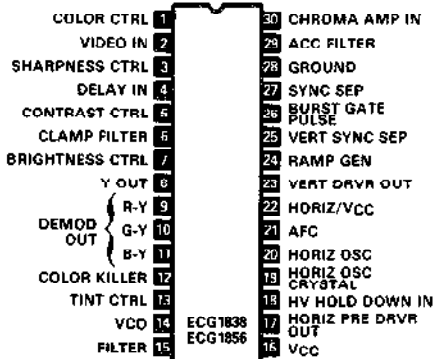 COLOR CTRL 1
VIDEO IN 2
SHARPNESS CTRL 3
DELAY IN 4
CONTRAST CTRL 5
CLAMP FILTER 6
BRIGHTNESS CTRL 7
Y OUT 8
DEMOD OUT
R-Y 9
G-Y 10
B-Y 11
COLOR KILLER 12
TINT CTRL 13
VCO 14
FILTER 15
ECG1838
ECG1856
30 CHROMA AMP IN
29 ACC FILTER
28 GROUND
27 SYNC SEP
26 BURST GATE PULSE
25 VERT SYNC SEP
24 RAMP GEN
23 VERT DRVR OUT
22 HORIZ/VCC
21 AFC
20 HORIZ OSC
19 HORIZ OSC CRYSTAL
18 HV HOLD DOWN IN
17 HORIZ PRE DRVR OUT
16 VCC